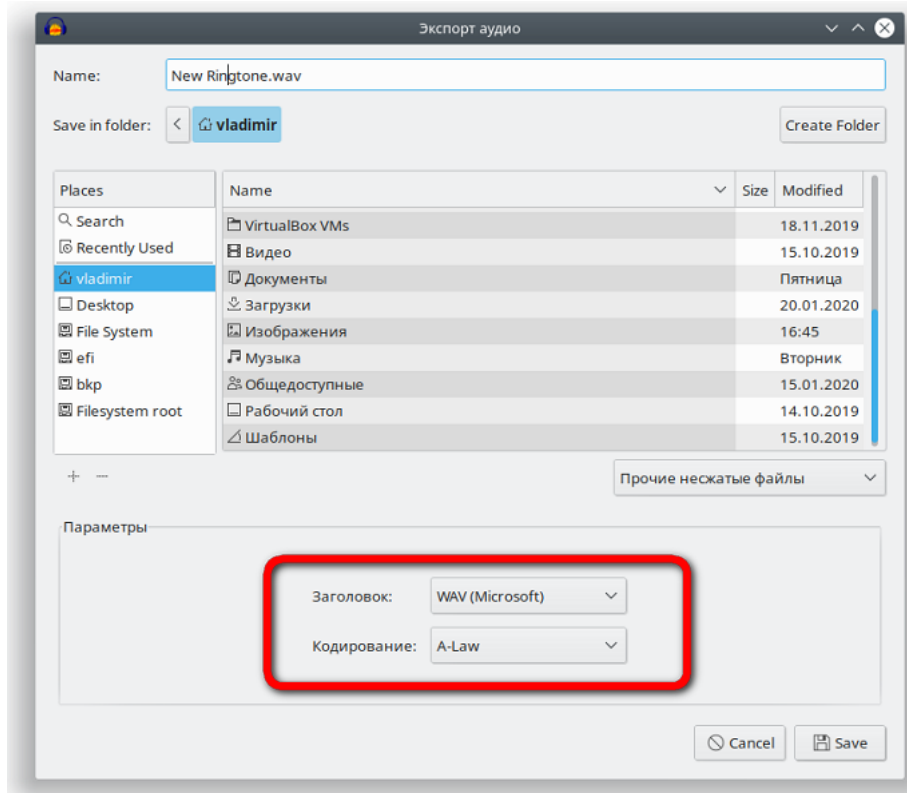 Экспорт аудио
Name: New Ringtone.wav
Save in folder: vladimir Create Folder
Places Name Size Modified
Search VirtualBox VMs 18.11.2019
Recently Used Видео 15.10.2019
vladimir Документы Пятница
Desktop Загрузки 20.01.2020
File System Изображения 16:45
efi Музыка Вторник
bkp Общедоступные 15.01.2020
Filesystem root Рабочий стол 14.10.2019
Шаблоны 15.10.2019
Прочие несжатые файлы
Параметры
Заголовок: WAV (Microsoft)
Кодирование: A-Law
Cancel Save